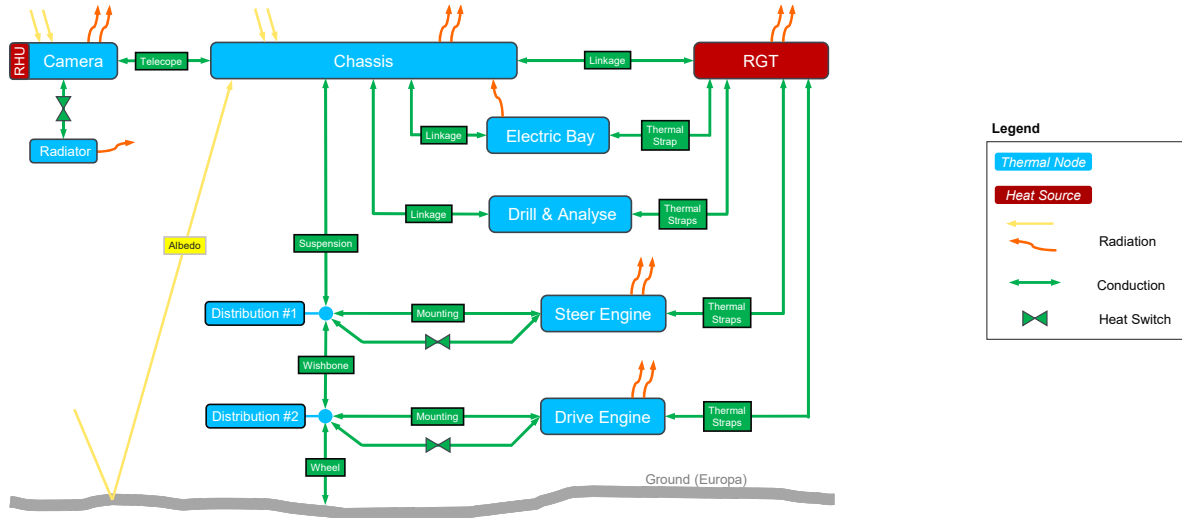 RHU
Camera
Telecope
Chassis
Linkage
RGT
Radiator
Linkage
Electric Bay
Thermal
Strap
Linkage
Drill & Analyse
Thermal
Straps
Albedo
Suspension
Distribution #1
Mounting
Steer Engine
Thermal
Straps
Wishbone
Distribution #2
Mounting
Drive Engine
Thermal
Straps
Wheel
Ground (Europa)
Legend
Thermal Node
Heat Source
Radiation
Conduction
Heat Switch